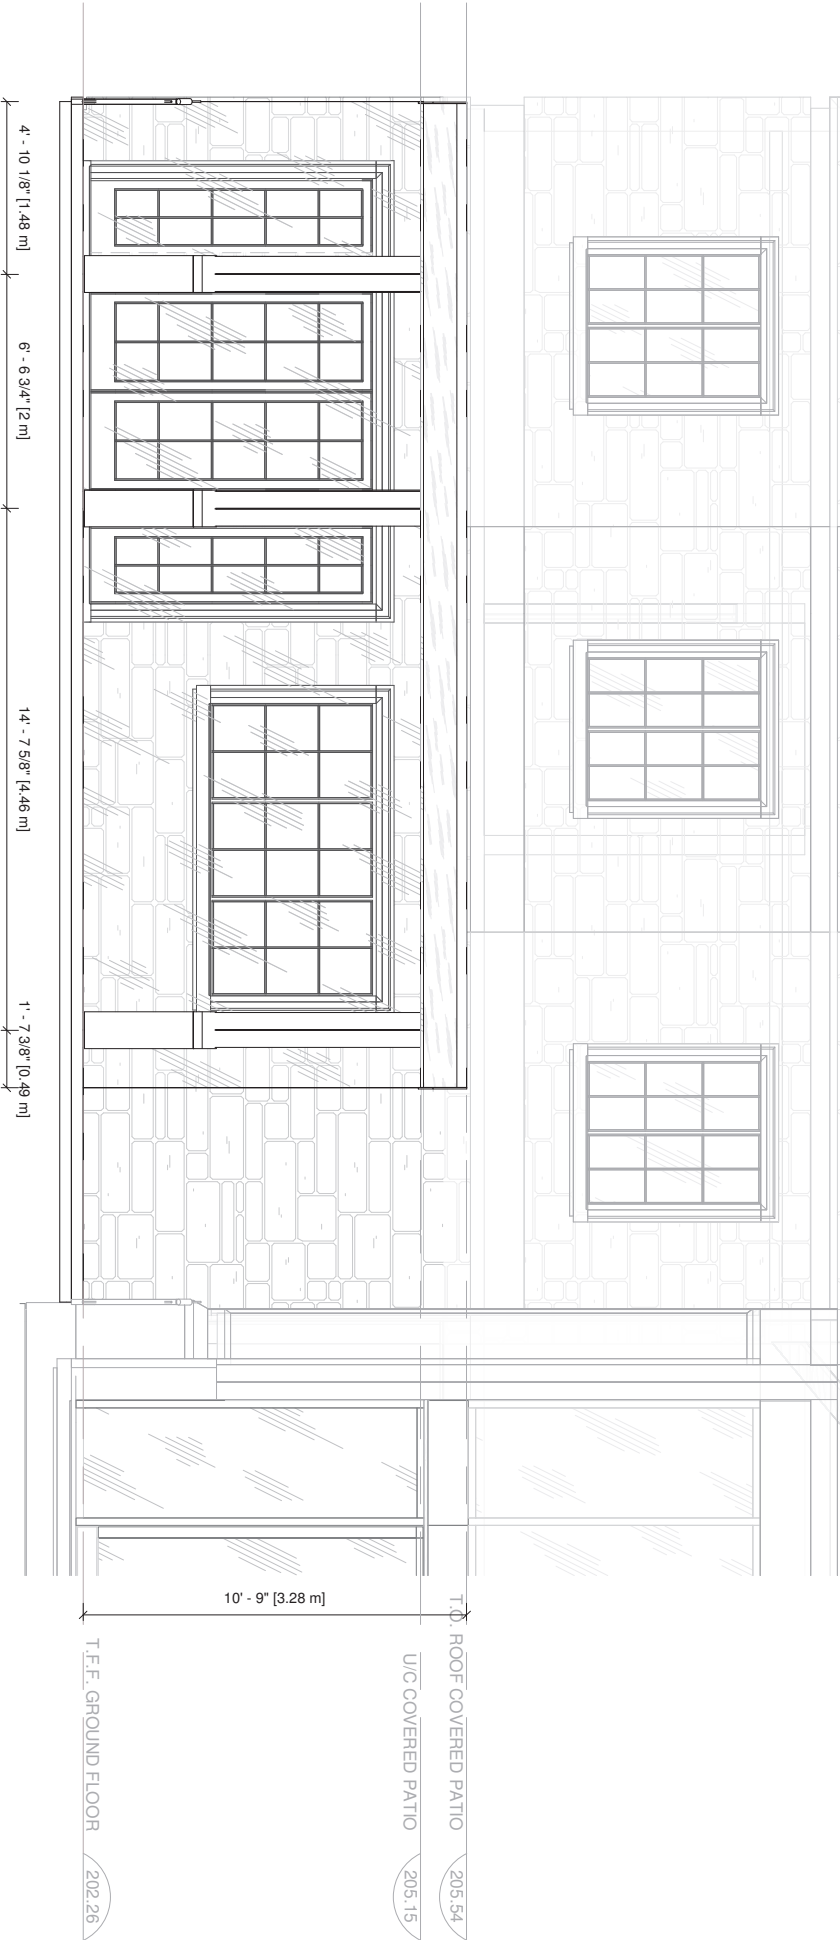 4' - 10 1/8" [1.48 m]
6' - 6 3/4" [2 m]
14' - 7 5/8" [4.46 m]
1' - 7 3/8" [0.49 m]
10' - 9" [3.28 m]
T.O. ROOF COVERED PATIO 205.54
U/C COVERED PATIO 205.15
T.F.F. GROUND FLOOR 202.26